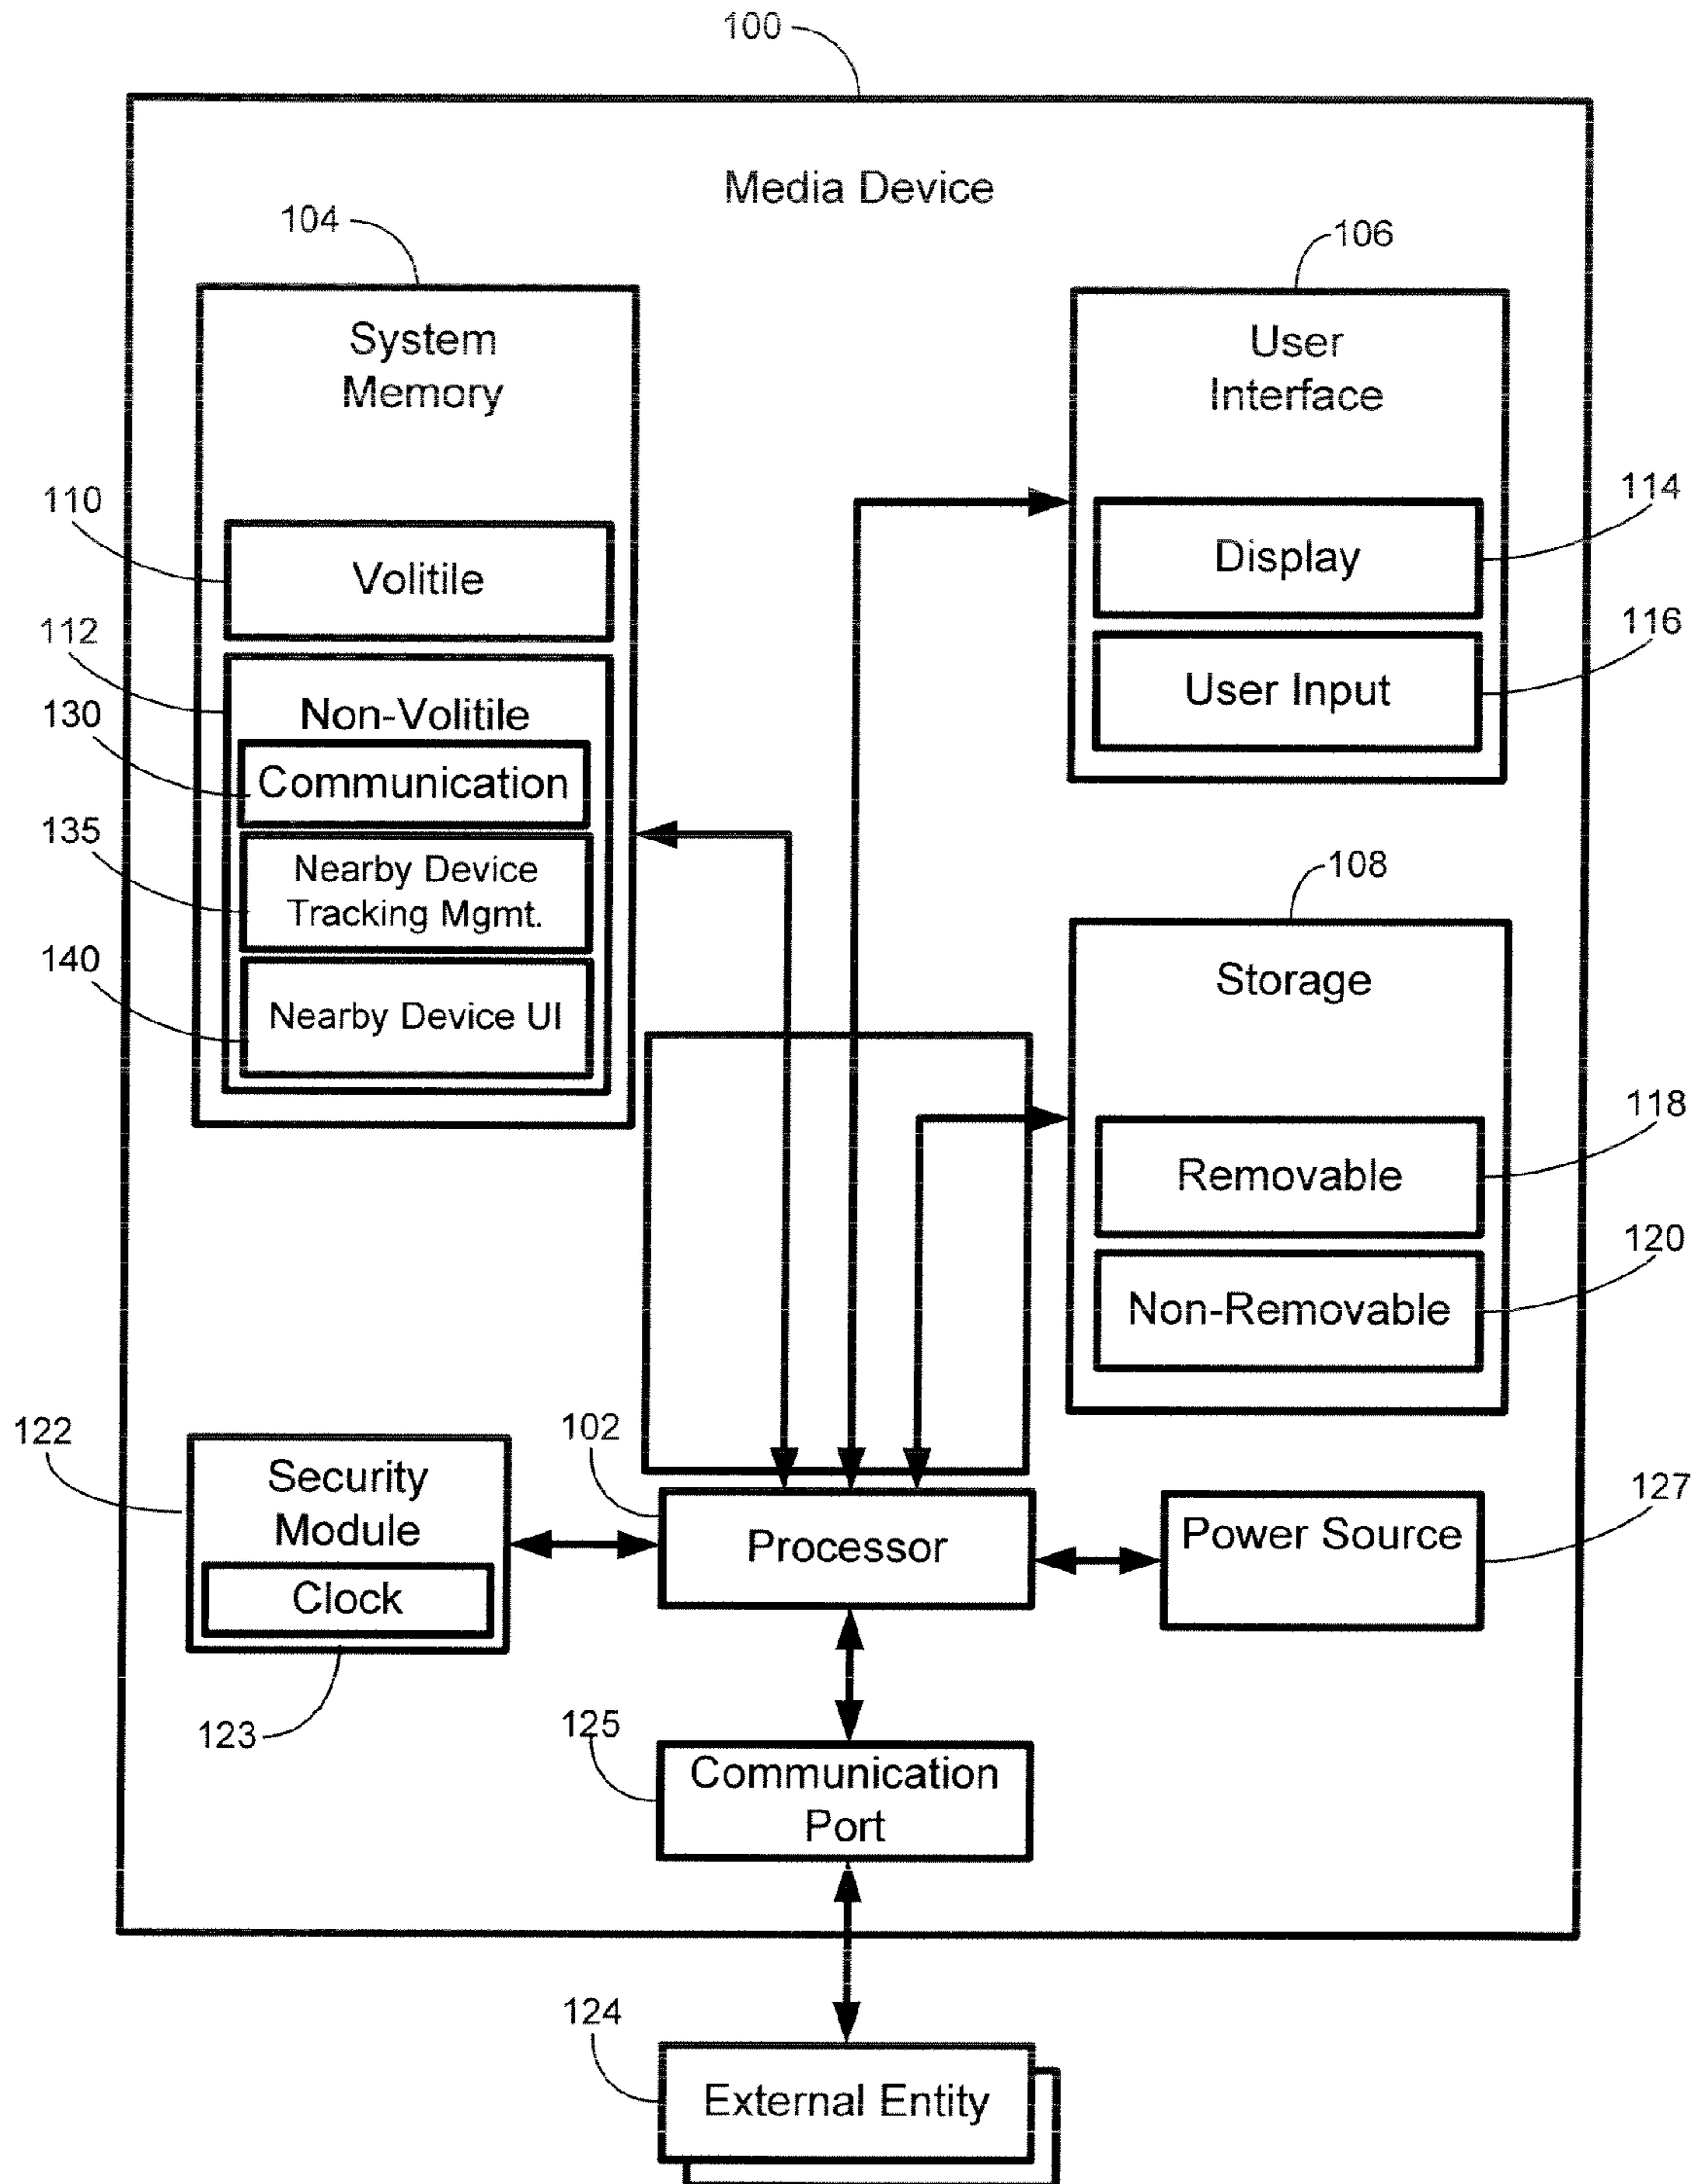 100
Media Device
104
106
System
Memory
User
Interface
110
114
Volitile
Display
112
116
Non-Volitile
User Input
130
Communication
135
Nearby Device
Tracking Mgmt.
108
140
Storage
Nearby Device UI
118
Removable
120
Non-Removable
122
102
Security
Module
127
Processor
Power Source
Clock
123
125
Communication
Port
124
External Entity